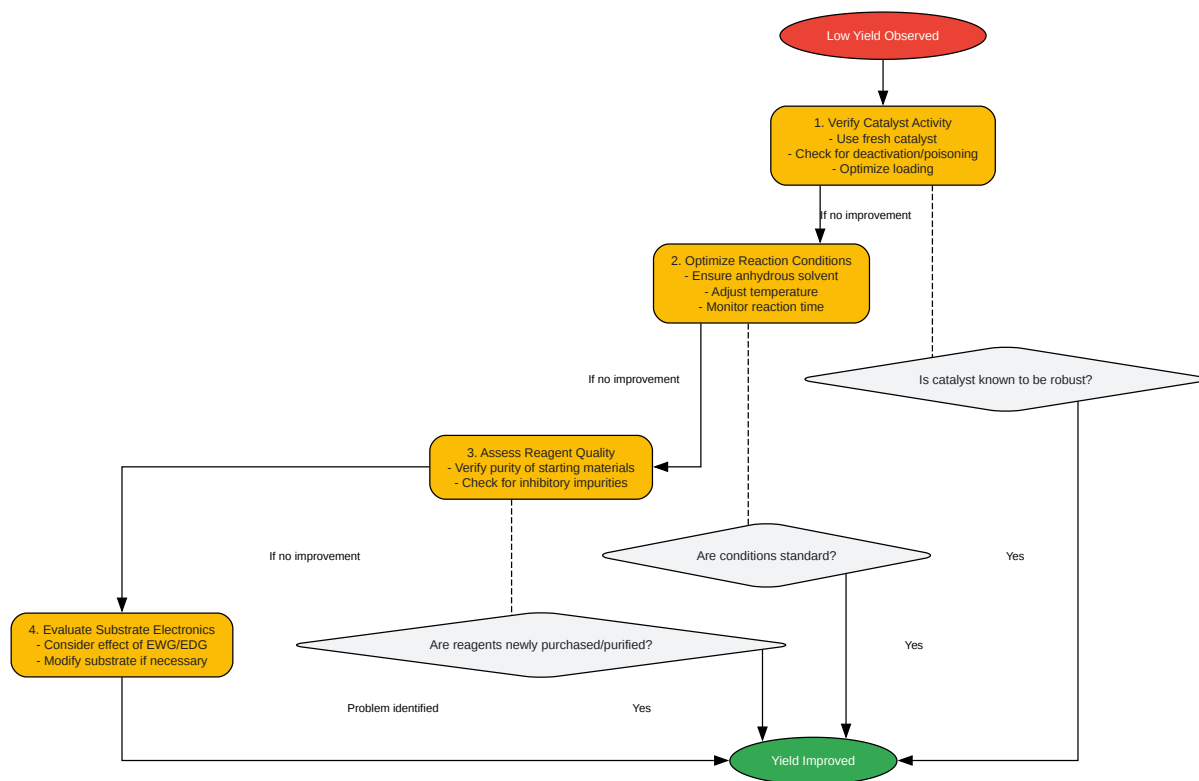 Low Yield Observed
1. Verify Catalyst Activity
- Use fresh catalyst
- Check for deactivation/poisoning
- Optimize loading
If no improvement
2. Optimize Reaction Conditions
- Ensure anhydrous solvent
- Adjust temperature
- Monitor reaction time
If no improvement
Is catalyst known to be robust?
3. Assess Reagent Quality
- Verify purity of starting materials
- Check for inhibitory impurities
If no improvement
Are conditions standard?
Yes
4. Evaluate Substrate Electronics
- Consider effect of EWG/EDG
- Modify substrate if necessary
Are reagents newly purchased/purified?
Yes
Problem identified
Yes
Yield Improved